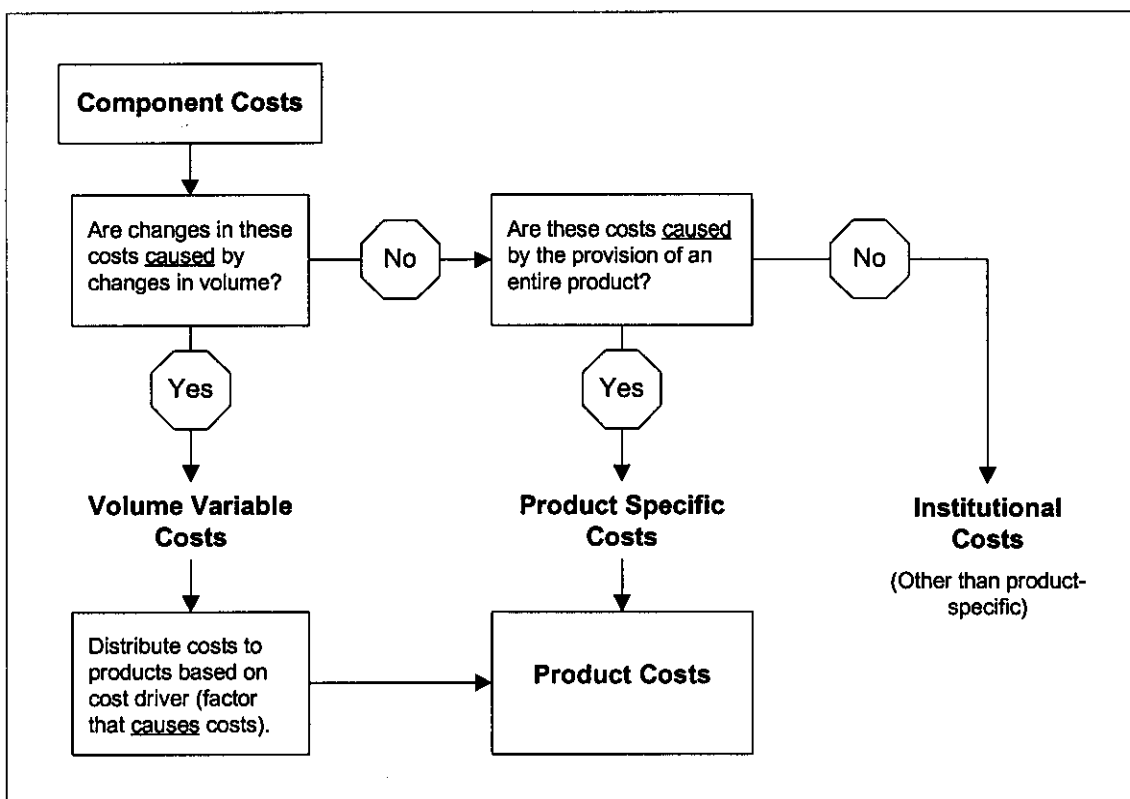 Component Costs
Are changes in these
costs caused by
changes in volume?
No
Are these costs caused
by the provision of an
entire product?
No
Yes
Yes
Volume Variable
Costs
Product Specific
Costs
Institutional
Costs
(Other than product-
specific)
Distribute costs to
products based on
cost driver (factor
that causes costs).
Product Costs